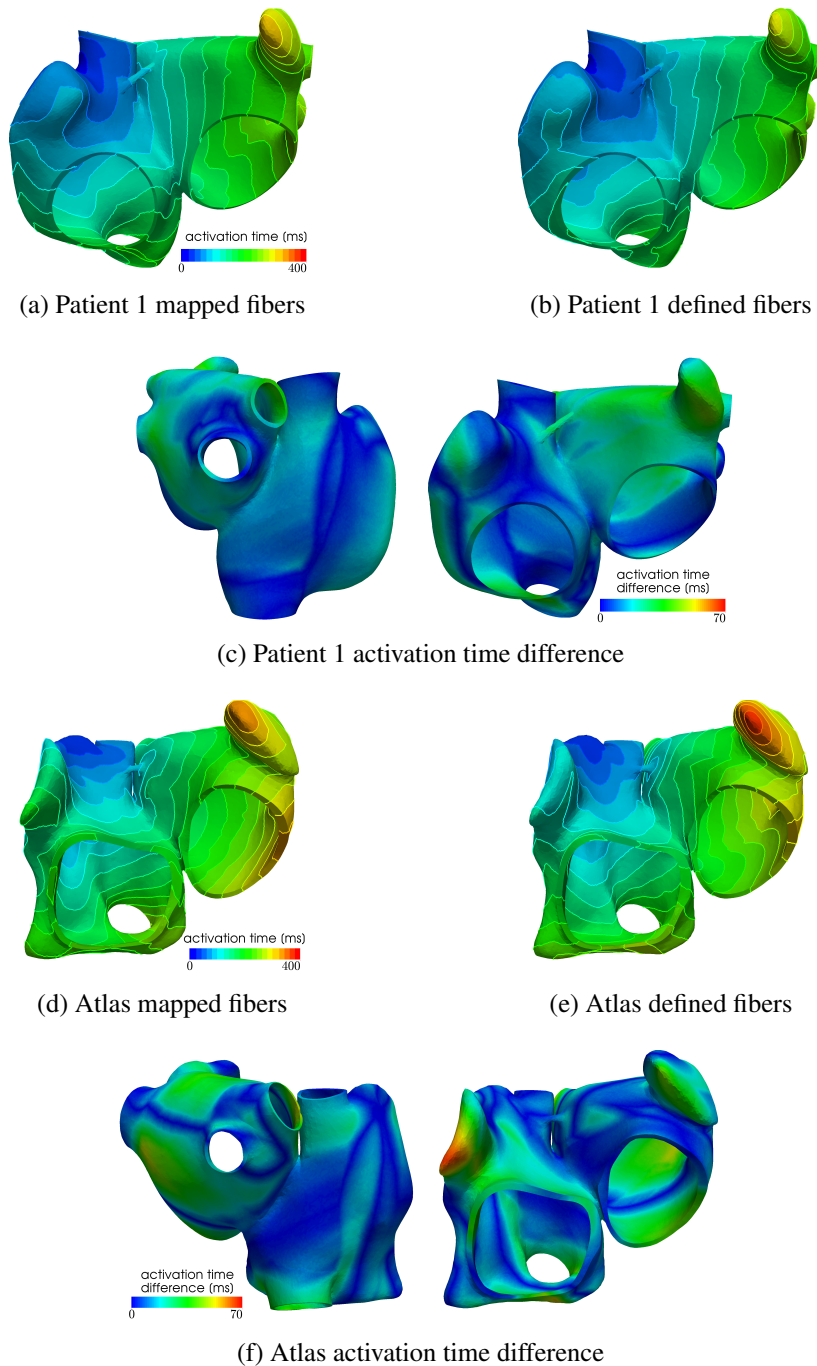 activation time [ms]
0 400
(a) Patient 1 mapped fibers
(b) Patient 1 defined fibers
activation time
difference [ms]
0 70
(c) Patient 1 activation time difference
activation time [ms]
0 400
(d) Atlas mapped fibers
(e) Atlas defined fibers
activation time
difference [ms]
0 70
(f) Atlas activation time difference